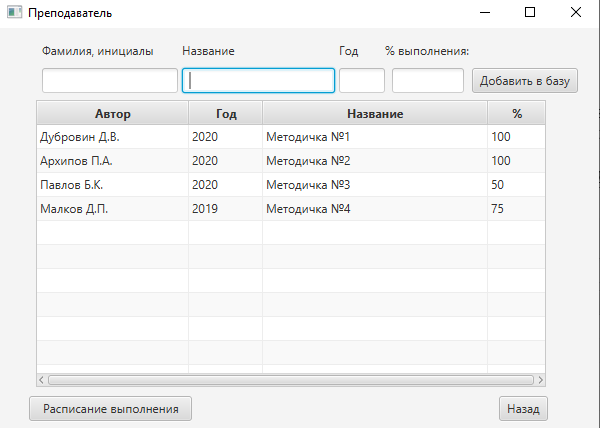 Преподаватель
Фамилия, инициалы Название Год % выполнения:
Добавить в базу
Автор Год Название %
Дубровин Д.В. 2020 Методичка №1 100
Архипов П.А. 2020 Методичка №2 100
Павлов Б.К. 2020 Методичка №3 50
Малков Д.П. 2019 Методичка №4 75
Расписание выполнения Назад